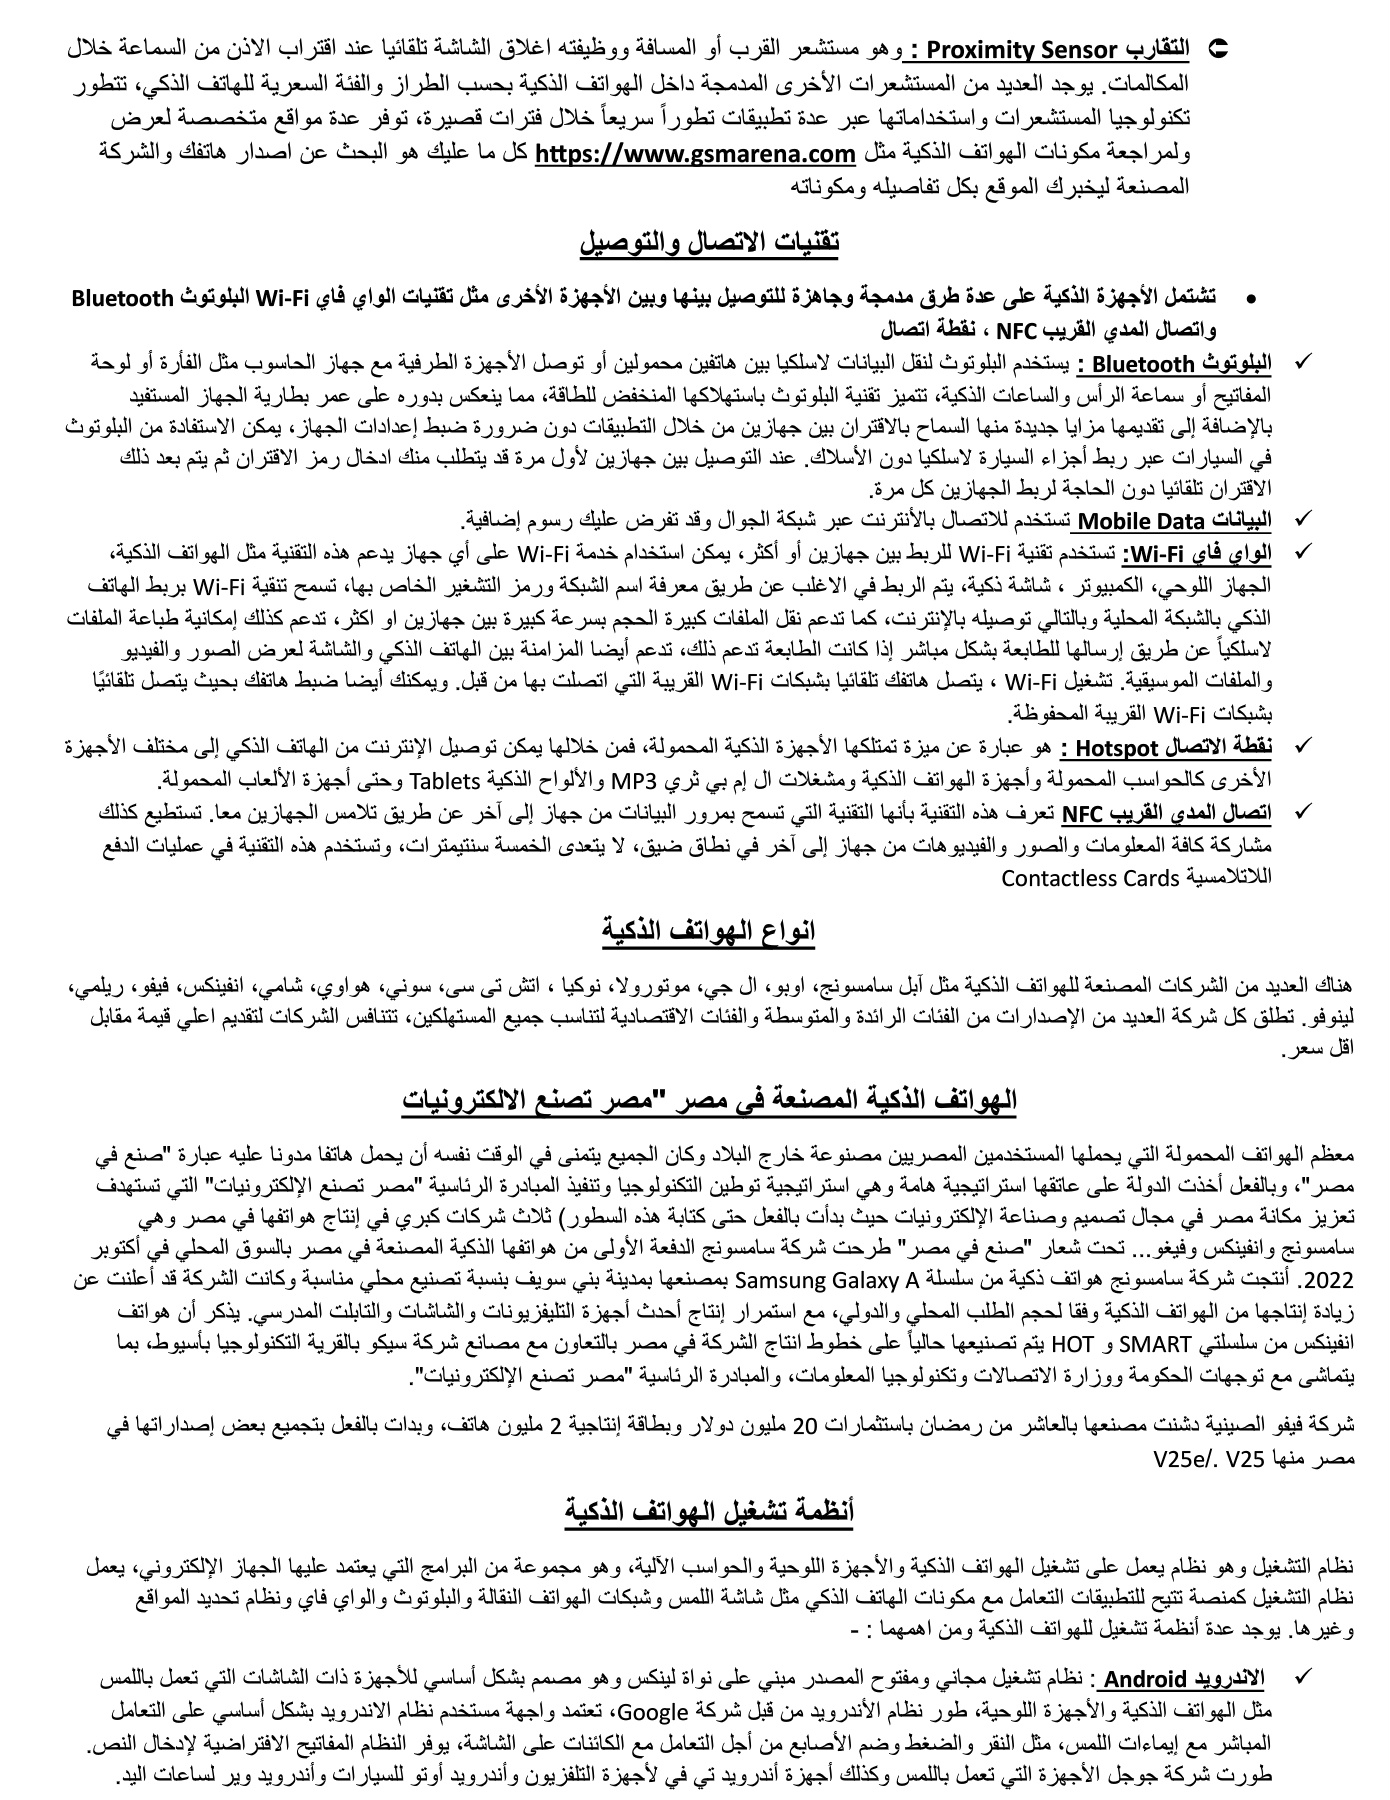 ➲ التقارب Proximity Sensor : وهو مستشعر القرب أو المسافة ووظيفته اغلاق الشاشة تلقائيا عند اقتراب الاذن من السماعة خلال
المكالمات. يوجد العديد من المستشعرات الأخرى المدمجة داخل الهواتف الذكية بحسب الطراز والفئة السعرية للهاتف الذكي، تتطور
تكنولوجيا المستشعرات واستخداماتها عبر عدة تطبيقات تطوراً سريعاً خلال فترات قصيرة، توفر عدة مواقع متخصصة لعرض
ولمراجعة مكونات الهواتف الذكية مثل https://www.gsmarena.com كل ما عليك هو البحث عن اصدار هاتفك والشركة
المصنعة ليخبرك الموقع بكل تفاصيله ومكوناته
تقنيات الاتصال والتوصيل
• تشتمل الأجهزة الذكية على عدة طرق مدمجة وجاهزة للتوصيل بينها وبين الأجهزة الأخرى مثل تقنيات الواي فاي Wi-Fi البلوتوث Bluetooth
واتصال المدي القريب NFC ، نقطة اتصال
✓ البلوتوث Bluetooth : يستخدم البلوتوث لنقل البيانات لاسلكيا بين هاتفين محمولين أو توصل الأجهزة الطرفية مع جهاز الحاسوب مثل الفأرة أو لوحة
المفاتيح أو سماعة الرأس والساعات الذكية، تتميز تقنية البلوتوث باستهلاكها المنخفض للطاقة، مما ينعكس بدوره على عمر بطارية الجهاز المستفيد
بالإضافة إلى تقديمها مزايا جديدة منها السماح بالاقتران بين جهازين من خلال التطبيقات دون ضرورة ضبط إعدادات الجهاز، يمكن الاستفادة من البلوتوث
في السيارات عبر ربط أجزاء السيارة لاسلكيا دون الأسلاك. عند التوصيل بين جهازين لأول مرة قد يتطلب منك ادخال رمز الاقتران ثم يتم بعد ذلك
الاقتران تلقائيا دون الحاجة لربط الجهازين كل مرة.
✓ البيانات Mobile Data تستخدم للاتصال بالأنترنت عبر شبكة الجوال وقد تفرض عليك رسوم إضافية.
✓ الواي فاي Wi-Fi: تستخدم تقنية Wi-Fi للربط بين جهازين أو أكثر، يمكن استخدام خدمة Wi-Fi على أي جهاز يدعم هذه التقنية مثل الهواتف الذكية،
الجهاز اللوحي، الكمبيوتر ، شاشة ذكية، يتم الربط في الاغلب عن طريق معرفة اسم الشبكة ورمز التشغير الخاص بها، تسمح تنقية Wi-Fi بربط الهاتف
الذكي بالشبكة المحلية وبالتالي توصيله بالإنترنت، كما تدعم نقل الملفات كبيرة الحجم بسرعة كبيرة بين جهازين او اكثر، تدعم كذلك إمكانية طباعة الملفات
لاسلكياً عن طريق إرسالها للطابعة بشكل مباشر إذا كانت الطابعة تدعم ذلك، تدعم أيضا المزامنة بين الهاتف الذكي والشاشة لعرض الصور والفيديو
والملفات الموسيقية. تشغيل Wi-Fi ، يتصل هاتفك تلقائيا بشبكات Wi-Fi القريبة التي اتصلت بها من قبل. ويمكنك أيضا ضبط هاتفك بحيث يتصل تلقائيًا
بشبكات Wi-Fi القريبة المحفوظة.
✓ نقطة الاتصال Hotspot : هو عبارة عن ميزة تمتلكها الأجهزة الذكية المحمولة، فمن خلالها يمكن توصيل الإنترنت من الهاتف الذكي إلى مختلف الأجهزة
الأخرى كالحواسب المحمولة وأجهزة الهواتف الذكية ومشغلات ال إم بي ثري MP3 والألواح الذكية Tablets وحتى أجهزة الألعاب المحمولة.
✓ اتصال المدي القريب NFC تعرف هذه التقنية بأنها التقنية التي تسمح بمرور البيانات من جهاز إلى آخر عن طريق تلامس الجهازين معا. تستطيع كذلك
مشاركة كافة المعلومات والصور والفيديوهات من جهاز إلى آخر في نطاق ضيق، لا يتعدى الخمسة سنتيمترات، وتستخدم هذه التقنية في عمليات الدفع
اللاتلامسية Contactless Cards
انواع الهواتف الذكية
هناك العديد من الشركات المصنعة للهواتف الذكية مثل آبل سامسونج، اوبو، ال جي، موتورولا، نوكيا ، اتش تى سى، سوني، هواوي، شامي، انفينكس، فيفو، ريلمي،
لينوفو. تطلق كل شركة العديد من الإصدارات من الفئات الرائدة والمتوسطة والفئات الاقتصادية لتناسب جميع المستهلكين، تتنافس الشركات لتقديم اعلي قيمة مقابل
اقل سعر.
الهواتف الذكية المصنعة في مصر "مصر تصنع الالكترونيات
معظم الهواتف المحمولة التي يحملها المستخدمين المصريين مصنوعة خارج البلاد وكان الجميع يتمنى في الوقت نفسه أن يحمل هاتفا مدونا عليه عبارة "صنع في
مصر"، وبالفعل أخذت الدولة على عاتقها استراتيجية هامة وهي استراتيجية توطين التكنولوجيا وتنفيذ المبادرة الرئاسية "مصر تصنع الإلكترونيات" التي تستهدف
تعزيز مكانة مصر في مجال تصميم وصناعة الإلكترونيات حيث بدأت بالفعل حتى كتابة هذه السطور) ثلاث شركات كبري في إنتاج هواتفها في مصر وهي
سامسونج وانفينكس وفيغو... تحت شعار "صنع في مصر" طرحت شركة سامسونج الدفعة الأولى من هواتفها الذكية المصنعة في مصر بالسوق المحلي في أكتوبر
2022. أنتجت شركة سامسونج هواتف ذكية من سلسلة Samsung Galaxy A بمصنعها بمدينة بني سويف بنسبة تصنيع محلي مناسبة وكانت الشركة قد أعلنت عن
زيادة إنتاجها من الهواتف الذكية وفقا لحجم الطلب المحلي والدولي، مع استمرار إنتاج أحدث أجهزة التليفزيونات والشاشات والتابلت المدرسي. يذكر أن هواتف
انفينكس من سلسلتي SMART و HOT يتم تصنيعها حالياً على خطوط انتاج الشركة في مصر بالتعاون مع مصانع شركة سيكو بالقرية التكنولوجيا بأسيوط، بما
يتماشى مع توجهات الحكومة ووزارة الاتصالات وتكنولوجيا المعلومات، والمبادرة الرئاسية "مصر تصنع الإلكترونيات".
شركة فيفو الصينية دشنت مصنعها بالعاشر من رمضان باستثمارات 20 مليون دولار وبطاقة إنتاجية 2 مليون هاتف، وبدات بالفعل بتجميع بعض إصداراتها في
مصر منها V25e/. V25
أنظمة تشغيل الهواتف الذكية
نظام التشغيل وهو نظام يعمل على تشغيل الهواتف الذكية والأجهزة اللوحية والحواسب الآلية، وهو مجموعة من البرامج التي يعتمد عليها الجهاز الإلكتروني، يعمل
نظام التشغيل كمنصة تتيح للتطبيقات التعامل مع مكونات الهاتف الذكي مثل شاشة اللمس وشبكات الهواتف النقالة والبلوتوث والواي فاي ونظام تحديد المواقع
وغيرها. يوجد عدة أنظمة تشغيل للهواتف الذكية ومن اهمهما : -
✓ الاندرويد Android : نظام تشغيل مجاني ومفتوح المصدر مبني على نواة لينكس وهو مصمم بشكل أساسي للأجهزة ذات الشاشات التي تعمل باللمس
مثل الهواتف الذكية والأجهزة اللوحية، طور نظام الأندرويد من قبل شركة Google، تعتمد واجهة مستخدم نظام الاندرويد بشكل أساسي على التعامل
المباشر مع إيماءات اللمس، مثل النقر والضغط وضم الأصابع من أجل التعامل مع الكائنات على الشاشة، يوفر النظام المفاتيح الافتراضية لإدخال النص.
طورت شركة جوجل الأجهزة التي تعمل باللمس وكذلك أجهزة أندرويد تي في لأجهزة التلفزيون وأندرويد أوتو للسيارات وأندرويد وير لساعات اليد.